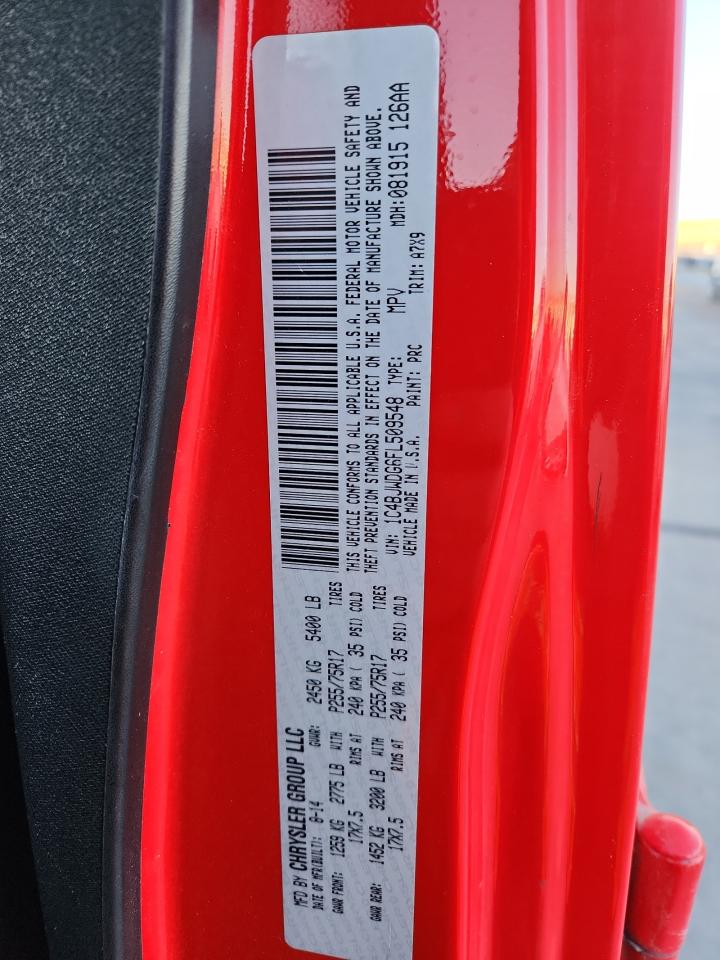 MFD BY CHRYSLER GROUP LLC
DATE OF MFR(BUILT): 8-14 GVWR: 2450 KG 5400 LB
GAWR FRONT: 1259 KG 2775 LB WITH P255/75R17 TIRES
17X7.5 RIMS AT 240 KPA ( 35 PSI) COLD
GAWR REAR: 1452 KG 3200 LB WITH P255/75R17 TIRES
17X7.5 RIMS AT 240 KPA ( 35 PSI) COLD
THIS VEHICLE CONFORMS TO ALL APPLICABLE U.S.A. FEDERAL MOTOR VEHICLE SAFETY AND
THEFT PREVENTION STANDARDS IN EFFECT ON THE DATE OF MANUFACTURE SHOWN ABOVE.
VIN: 1C4BJWDG6FL509548 TYPE: MPV MDH:081915 126AA
VEHICLE MADE IN U.S.A. PAINT: PRC TRIM: A7X9